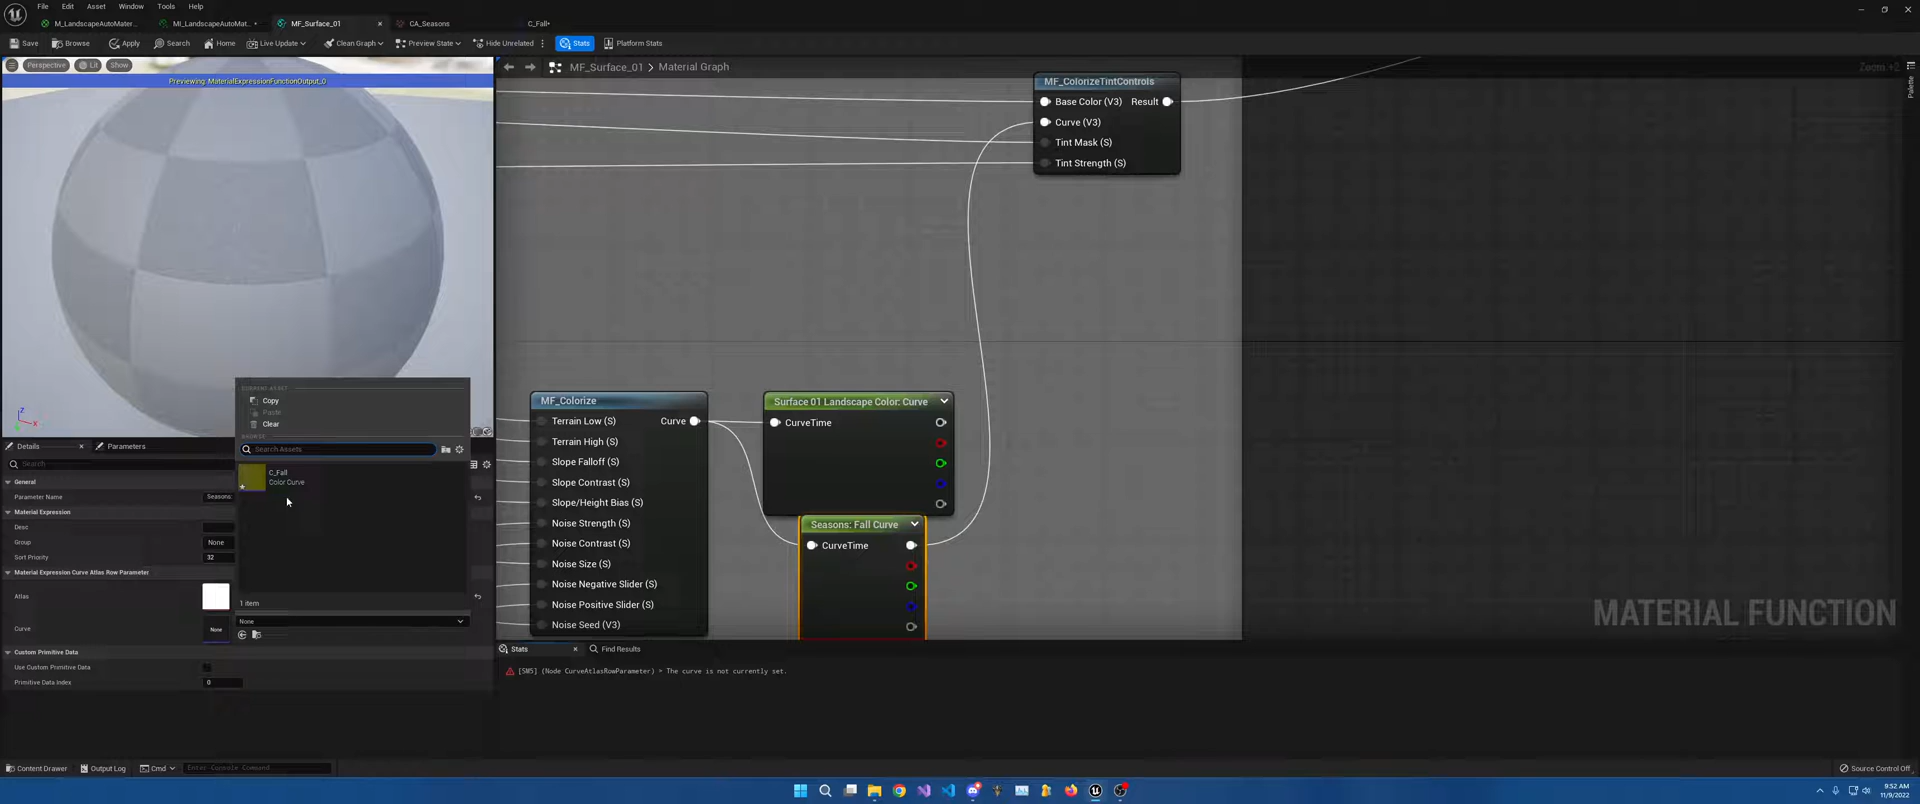 File Edit Asset Window Tools Help
M_LandscapeAutoMater... MI_LandscapeAutoMat... • MF_Surface_01 × CA_Seasons C_Fall•
Save Browse Apply Search Home Live Update Clean Graph Preview State Hide Unrelated Stats Platform Stats
Perspective Lit Show
Previewing: MaterialExpressionFunctionOutput_0
MF_Surface_01 > Material Graph
Zoom +2
Palette
MF_ColorizeTintControls
Base Color (V3) Result
Curve (V3)
Tint Mask (S)
Tint Strength (S)
Z
X
CURRENT ASSET
Copy
Paste
Clear
BROWSE
Search Assets
C_Fall
Color Curve
1 item
None
Details × Parameters
Search
General
Parameter Name Seasons:
Material Expression
Desc
Group None
Sort Priority 32
Material Expression Curve Atlas Row Parameter
Atlas
Curve None
Custom Primitive Data
Use Custom Primitive Data
Primitive Data Index 0
MF_Colorize
Terrain Low (S) Curve
Terrain High (S)
Slope Falloff (S)
Slope Contrast (S)
Slope/Height Bias (S)
Noise Strength (S)
Noise Contrast (S)
Noise Size (S)
Noise Negative Slider (S)
Noise Positive Slider (S)
Noise Seed (V3)
Surface 01 Landscape Color: Curve
CurveTime
Seasons: Fall Curve
CurveTime
MATERIAL FUNCTION
Stats × Find Results
[SM5] (Node CurveAtlasRowParameter) > The curve is not currently set.
Content Drawer Output Log Cmd Enter Console Command
Source Control Off
9:52 AM
11/9/2022